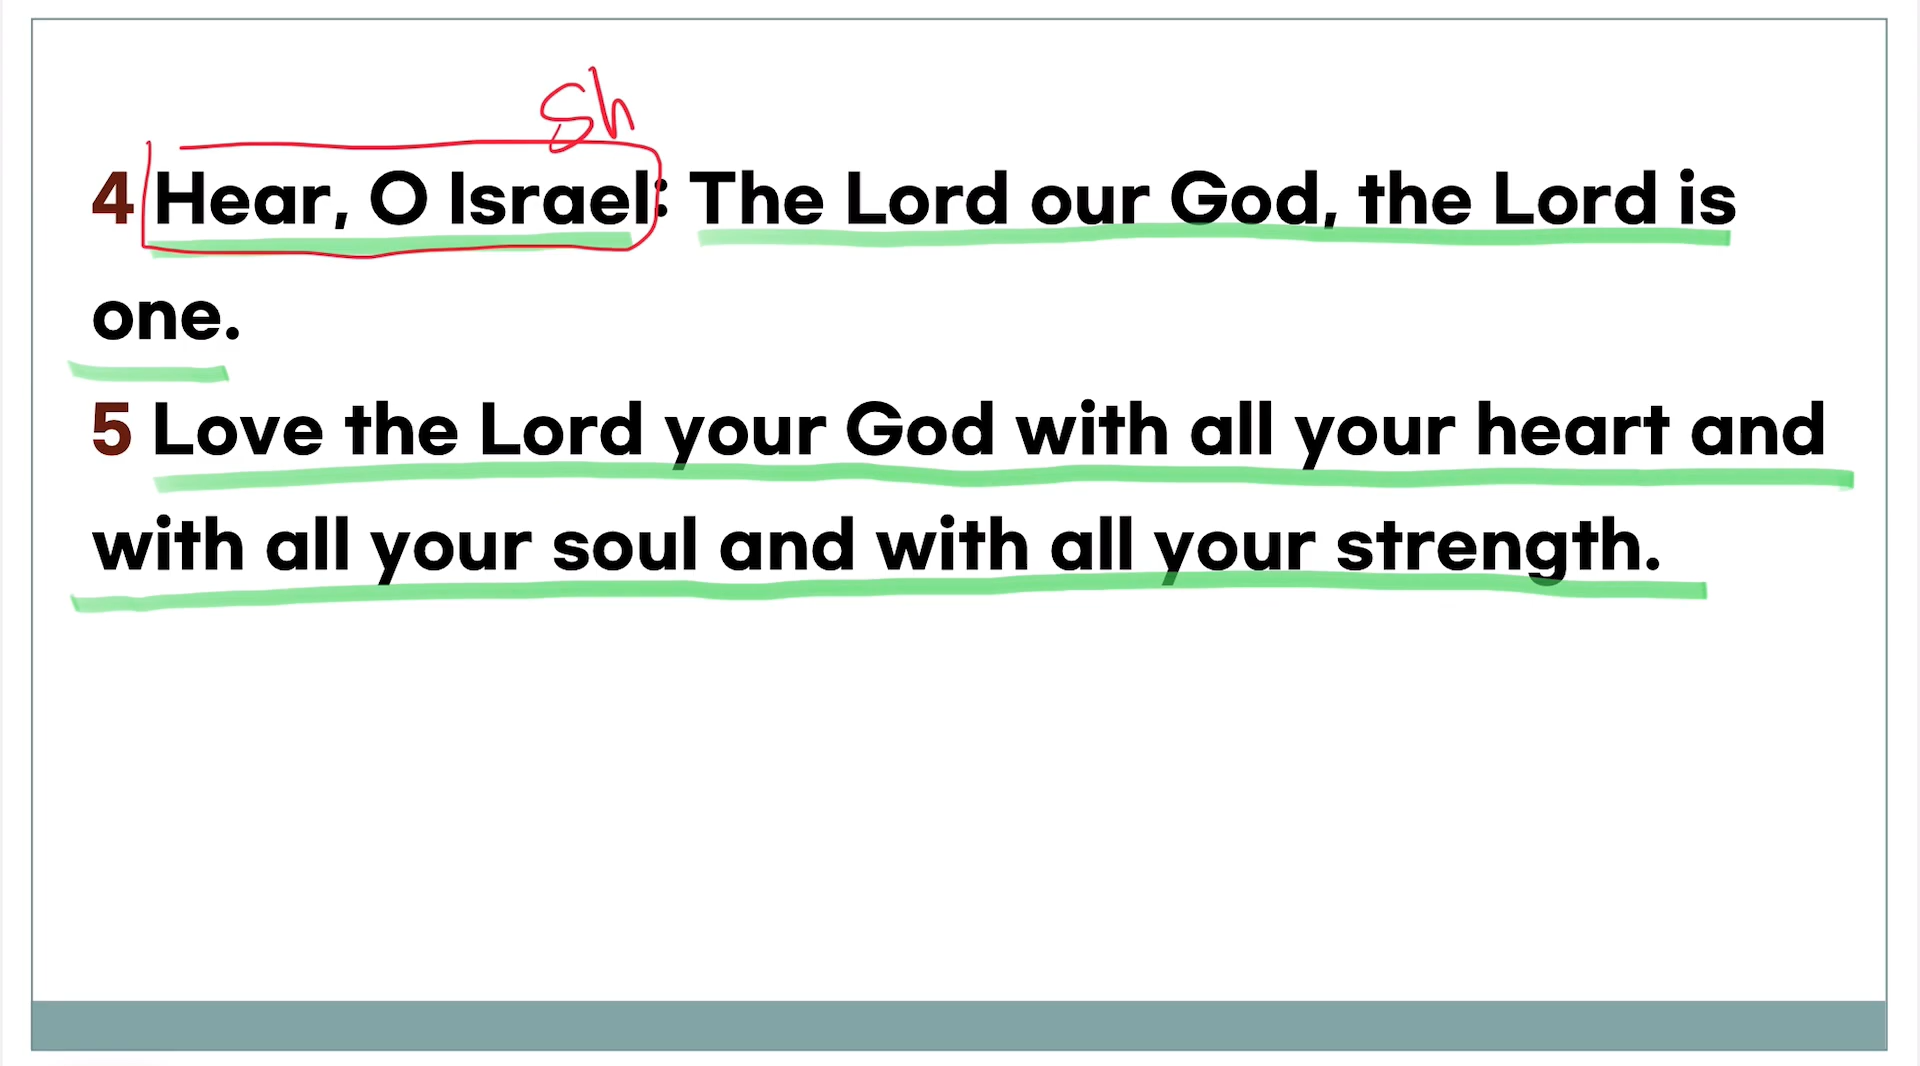 Sh
4 Hear, O Israel: The Lord our God, the Lord is
one.
5 Love the Lord your God with all your heart and
with all your soul and with all your strength.